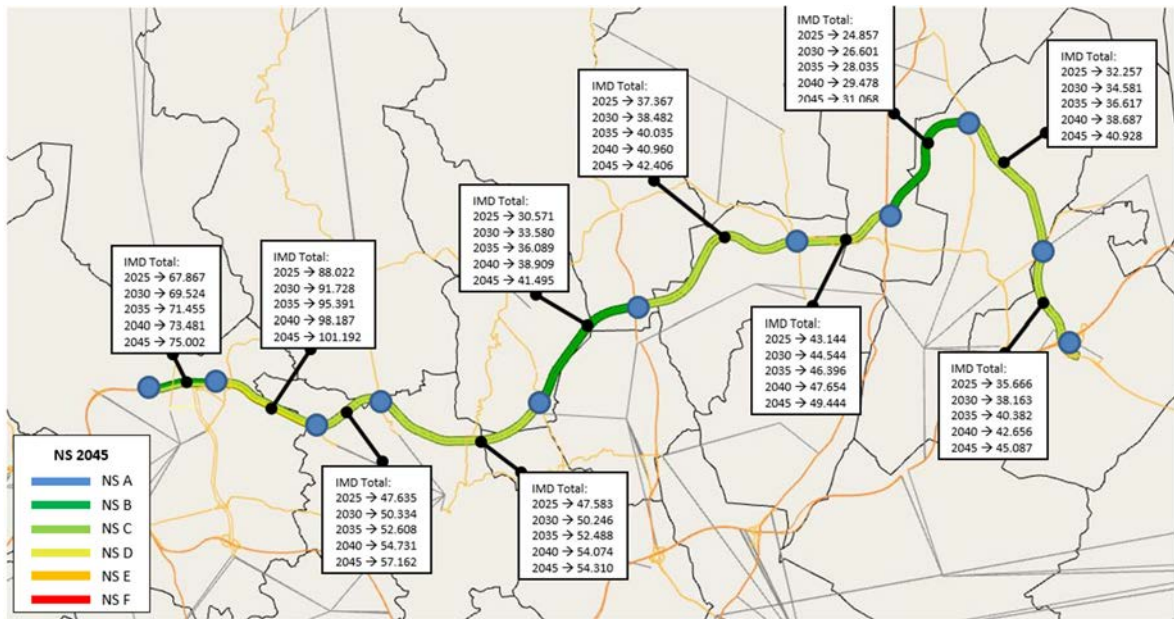 IMD Total:
2025 → 24.857
2030 → 26.601
2035 → 28.035
2040 → 29.478
2045 → 31.068
IMD Total:
2025 → 32.257
2030 → 34.581
2035 → 36.617
2040 → 38.687
2045 → 40.928
IMD Total:
2025 → 37.367
2030 → 38.482
2035 → 40.035
2040 → 40.960
2045 → 42.406
IMD Total:
2025 → 30.571
2030 → 33.580
2035 → 36.089
2040 → 38.909
2045 → 41.495
IMD Total:
2025 → 67.867
2030 → 69.524
2035 → 71.455
2040 → 73.481
2045 → 75.002
IMD Total:
2025 → 88.022
2030 → 91.728
2035 → 95.391
2040 → 98.187
2045 → 101.192
IMD Total:
2025 → 43.144
2030 → 44.544
2035 → 46.396
2040 → 47.654
2045 → 49.444
IMD Total:
2025 → 35.666
2030 → 38.163
2035 → 40.382
2040 → 42.656
2045 → 45.087
IMD Total:
2025 → 47.635
2030 → 50.334
2035 → 52.608
2040 → 54.731
2045 → 57.162
IMD Total:
2025 → 47.583
2030 → 50.246
2035 → 52.488
2040 → 54.074
2045 → 54.310
NS 2045
NS A
NS B
NS C
NS D
NS E
NS F